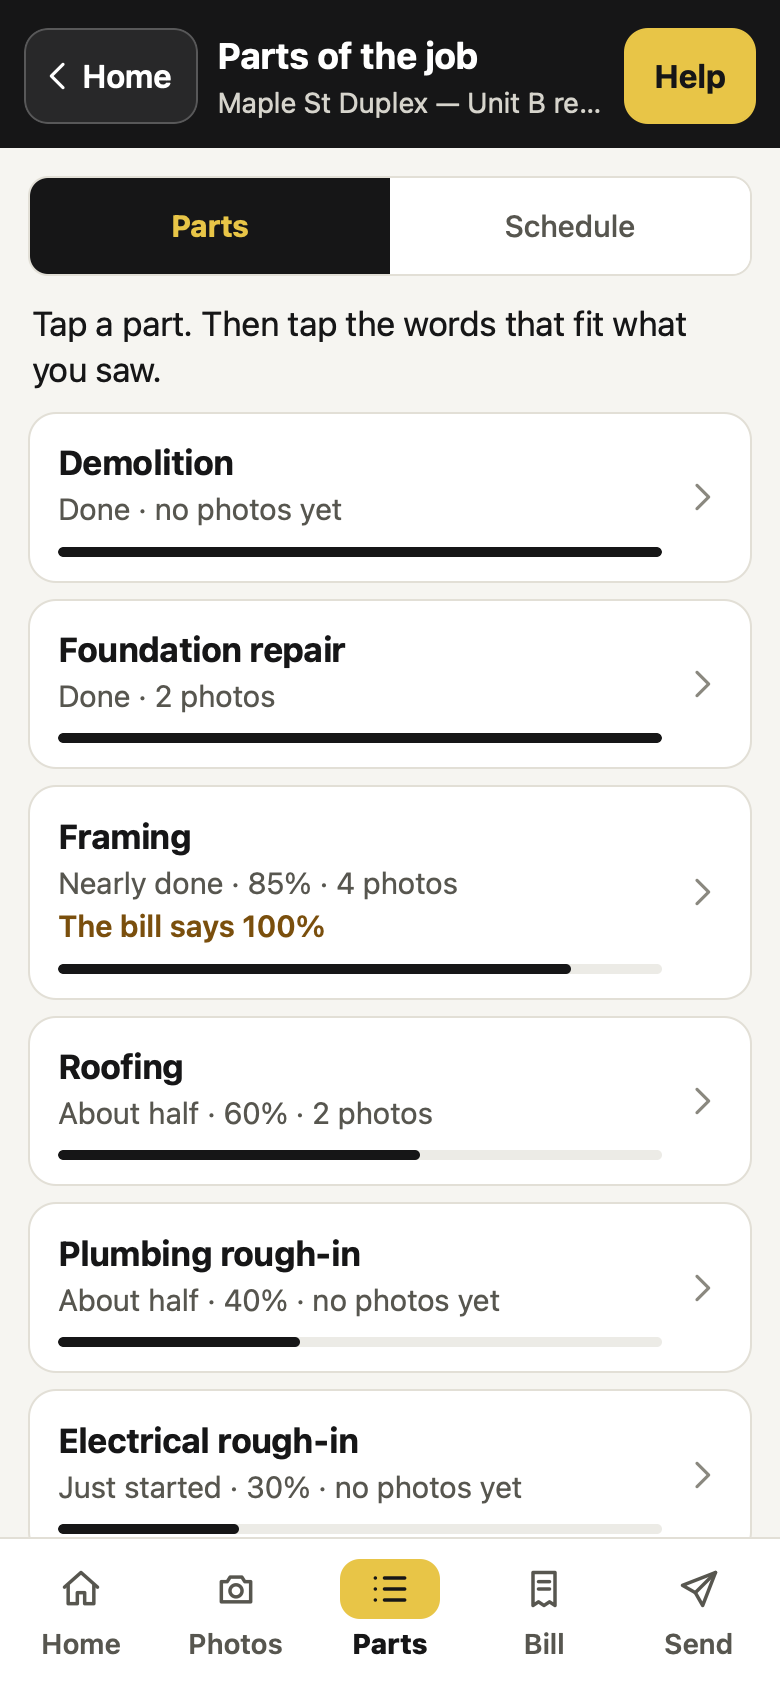 Home
Parts of the job
Maple St Duplex — Unit B re...
Help
Parts
Schedule
Tap a part. Then tap the words that fit what
you saw.
Demolition
Done · no photos yet
Foundation repair
Done · 2 photos
Framing
Nearly done · 85% · 4 photos
The bill says 100%
Roofing
About half · 60% · 2 photos
Plumbing rough-in
About half · 40% · no photos yet
Electrical rough-in
Just started · 30% · no photos yet
Home
Photos
Parts
Bill
Send